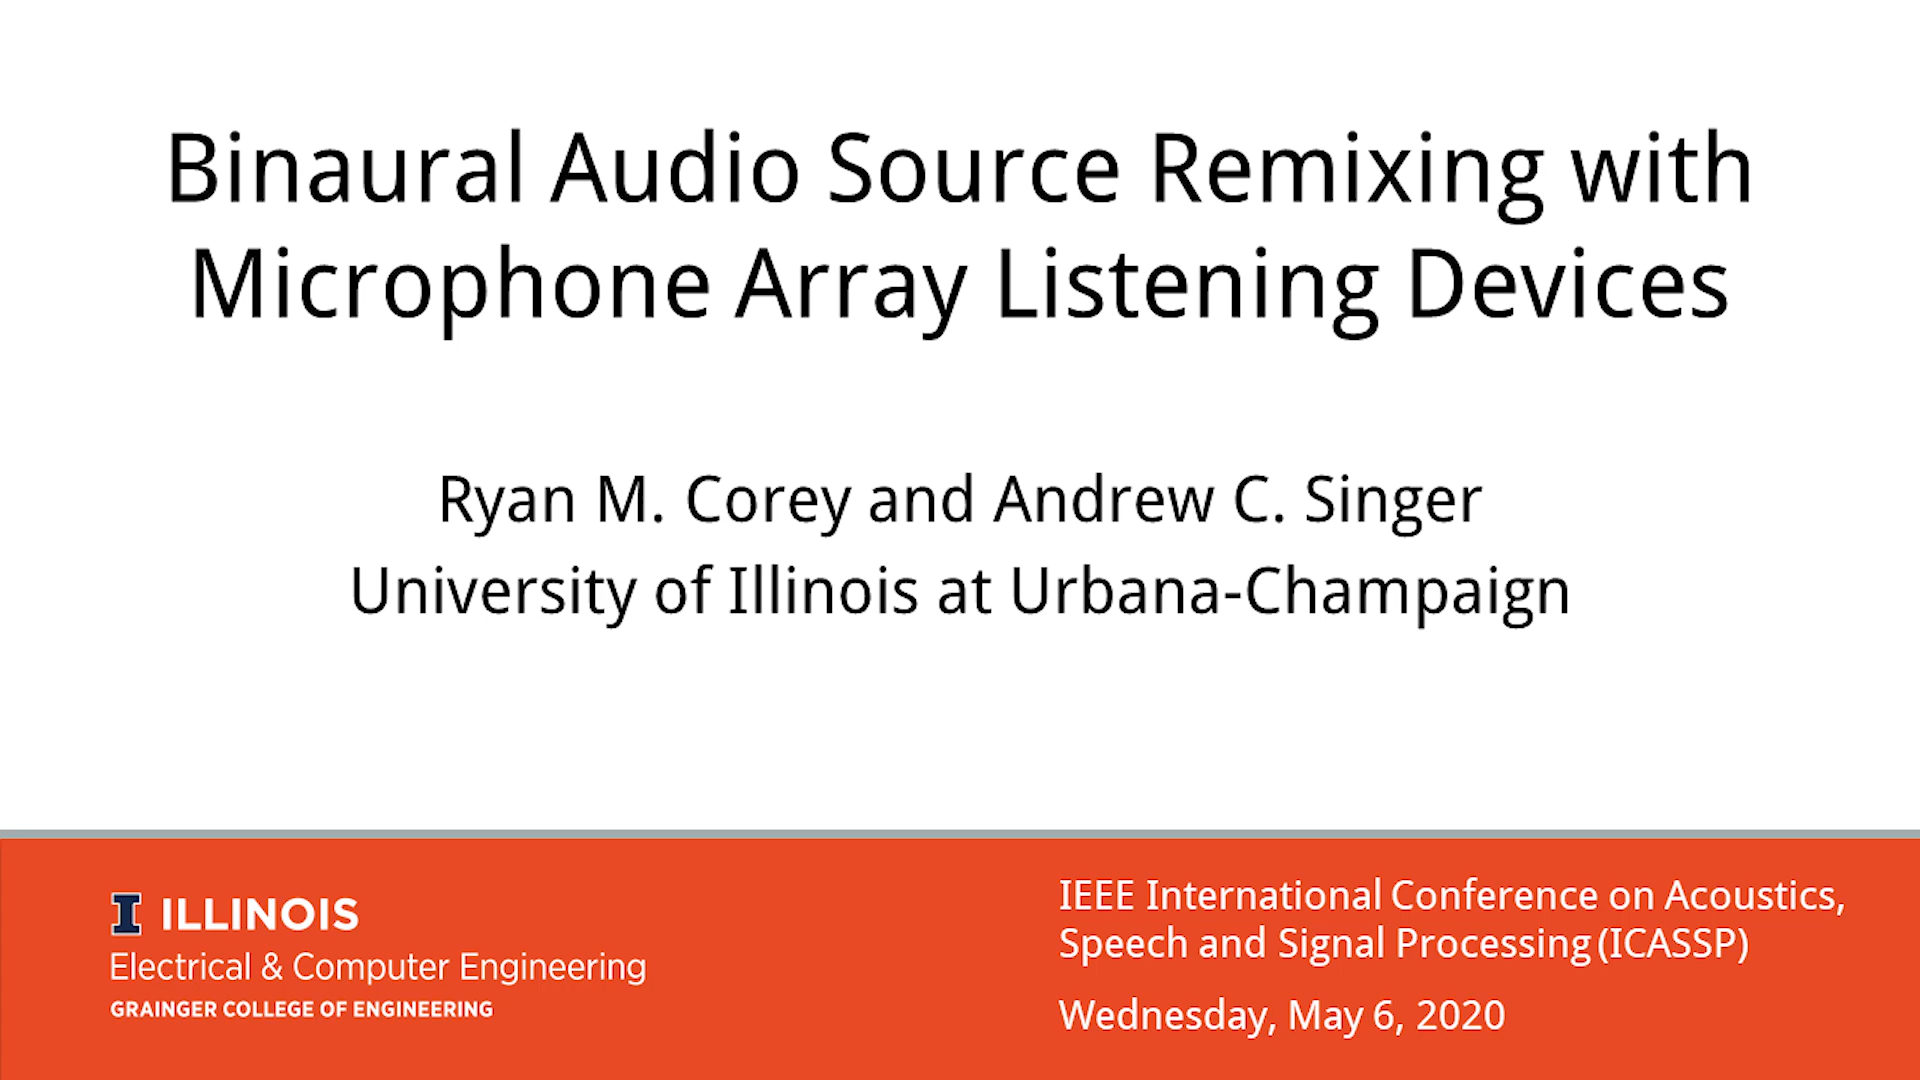 Binaural Audio Source Remixing with
Microphone Array Listening Devices
Ryan M. Corey and Andrew C. Singer
University of Illinois at Urbana-Champaign
I ILLINOIS
Electrical & Computer Engineering
GRAINGER COLLEGE OF ENGINEERING
IEEE International Conference on Acoustics,
Speech and Signal Processing (ICASSP)
Wednesday, May 6, 2020